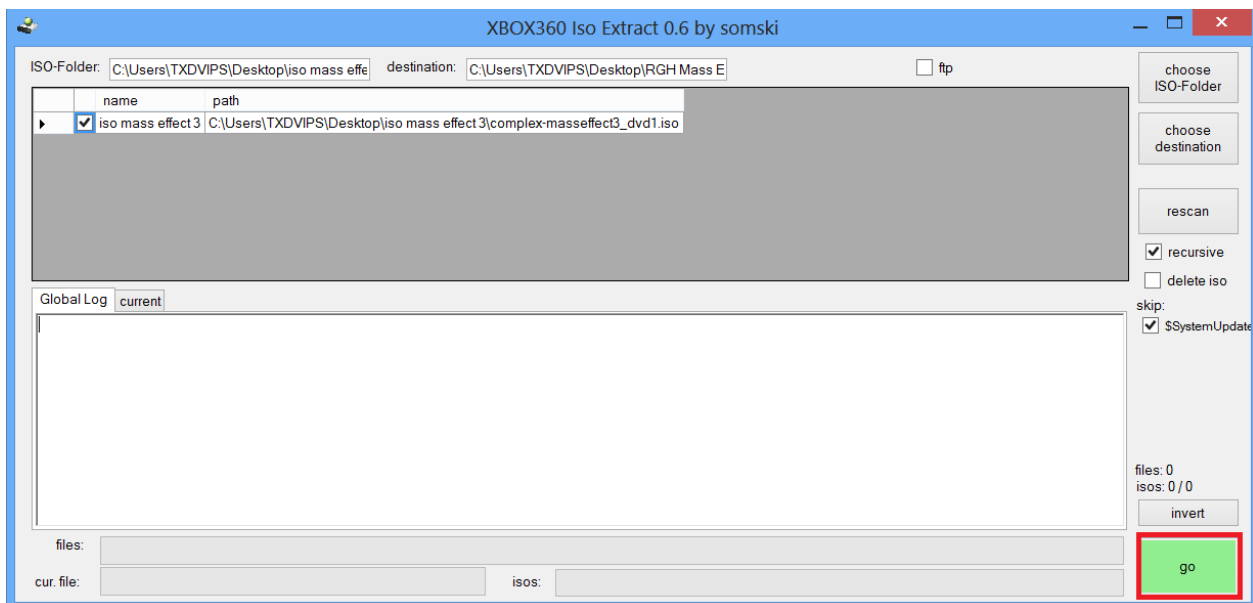 XBOX360 Iso Extract 0.6 by somski
ISO-Folder: C:\Users\TXDVIPS\Desktop\iso mass effe destination: C:\Users\TXDVIPS\Desktop\RGH Mass E ftp
choose ISO-Folder
name path
iso mass effect 3 C:\Users\TXDVIPS\Desktop\iso mass effect 3\complex-masseffect3_dvd1.iso
choose destination
rescan
recursive
delete iso
Global Log current
skip:
$SystemUpdate
files: 0
isos: 0 / 0
invert
files:
go
cur. file: isos: